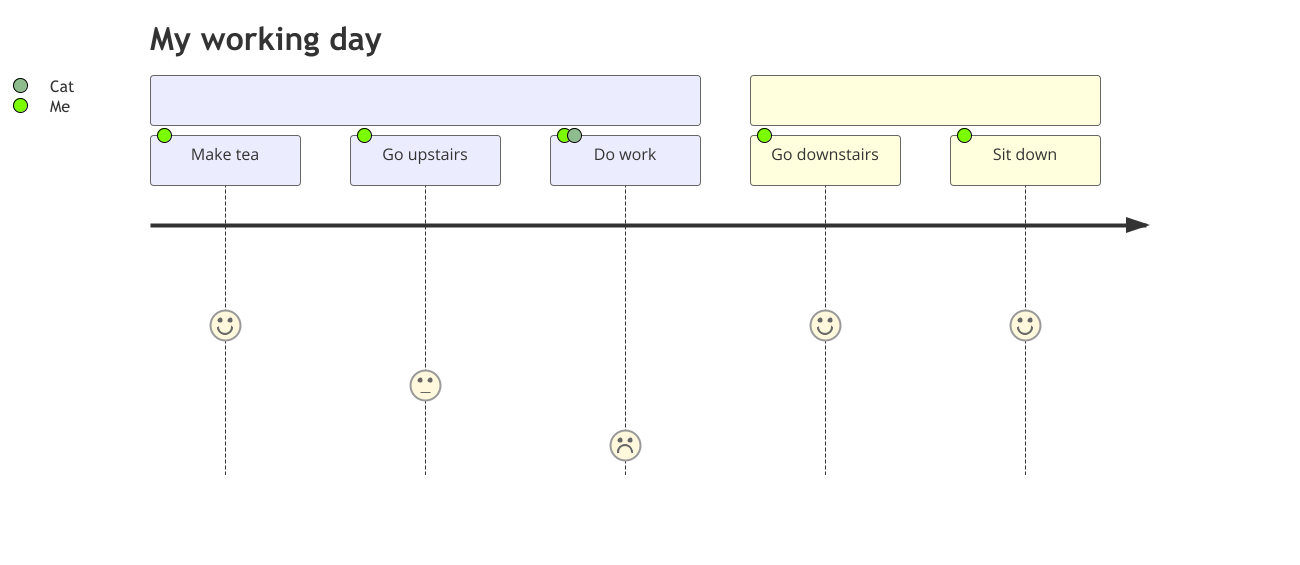 My working day
Cat
Me
Make tea
Go upstairs
Do work
Go downstairs
Sit down